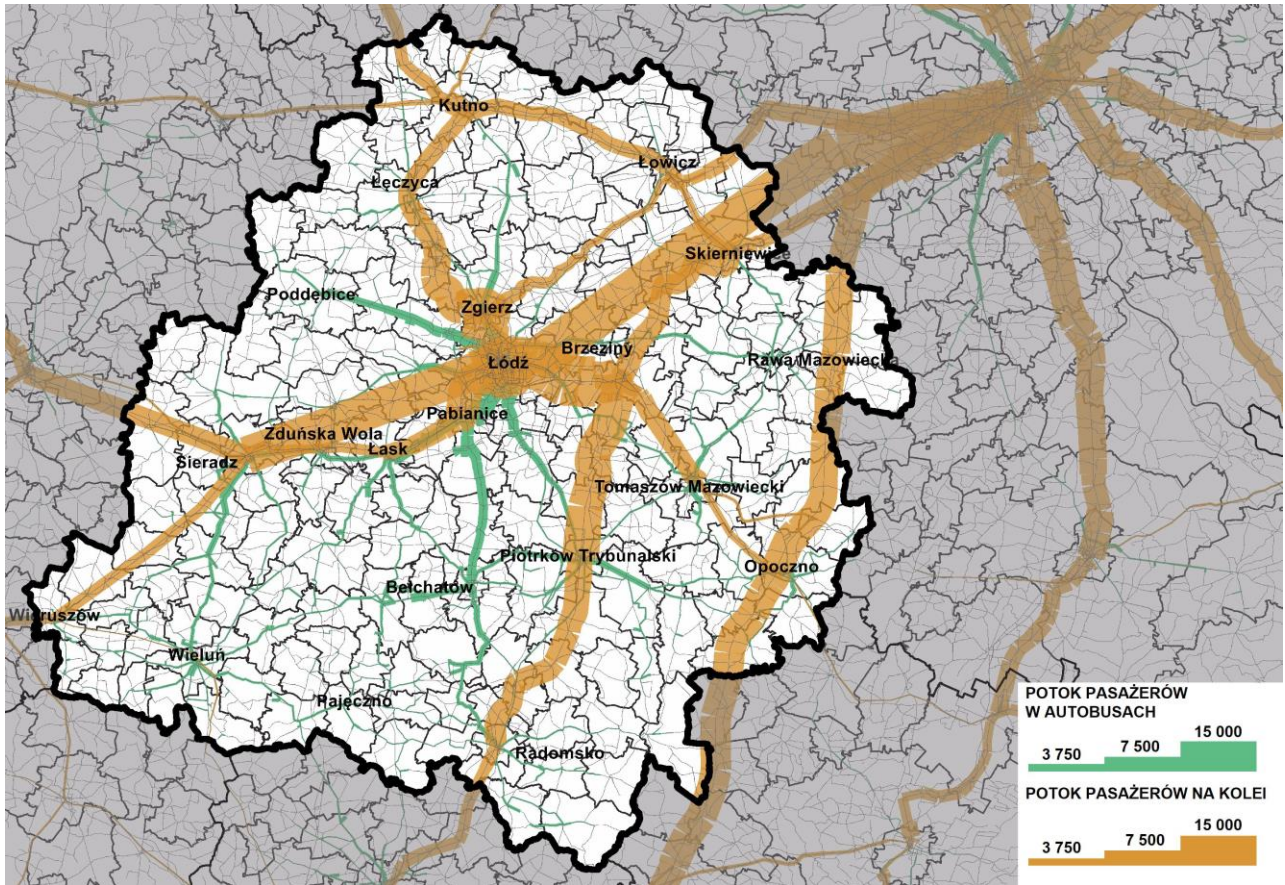 Kutno
Łowicz
Łęczyca
Skierniewice
Poddębice
Zgierz
Brzeziny
Łódź
Rawa Mazowiecka
Pabianice
Zduńska Wola
Łask
Sieradz
Tomaszów Mazowiecki
Piotrków Trybunalski
Opoczno
Bełchatów
Wieruszów
Wieluń
Pajęczno
Radomsko
POTOK PASAŻERÓW
W AUTOBUSACH
3 750 7 500 15 000
POTOK PASAŻERÓW NA KOLEI
3 750 7 500 15 000